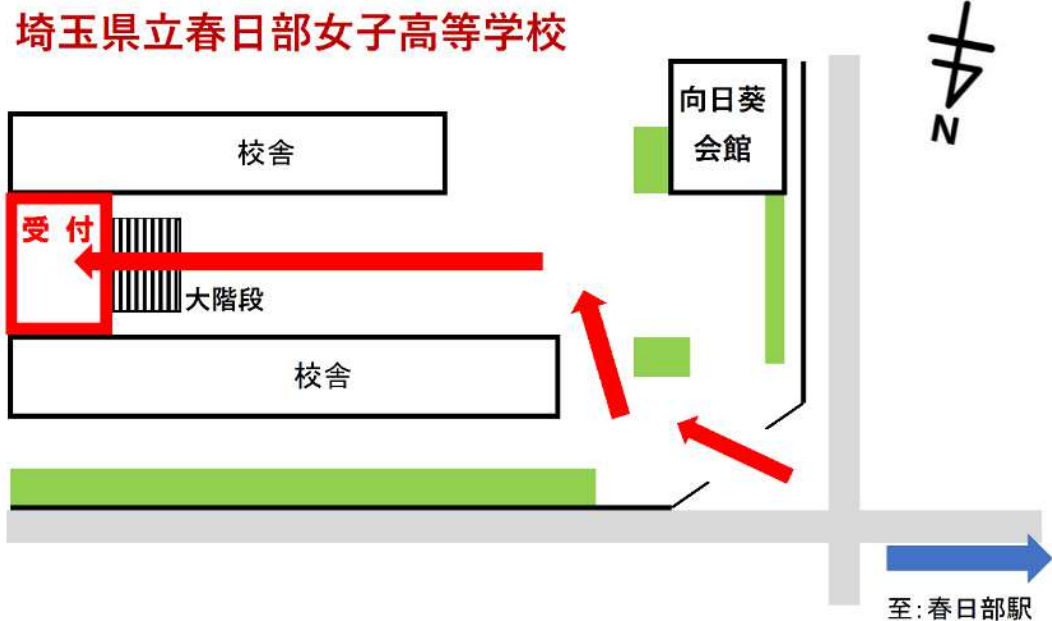 埼玉県立春日部女子高等学校
N
向日葵
会館
校舎
受 付
大階段
校舎
至:春日部駅